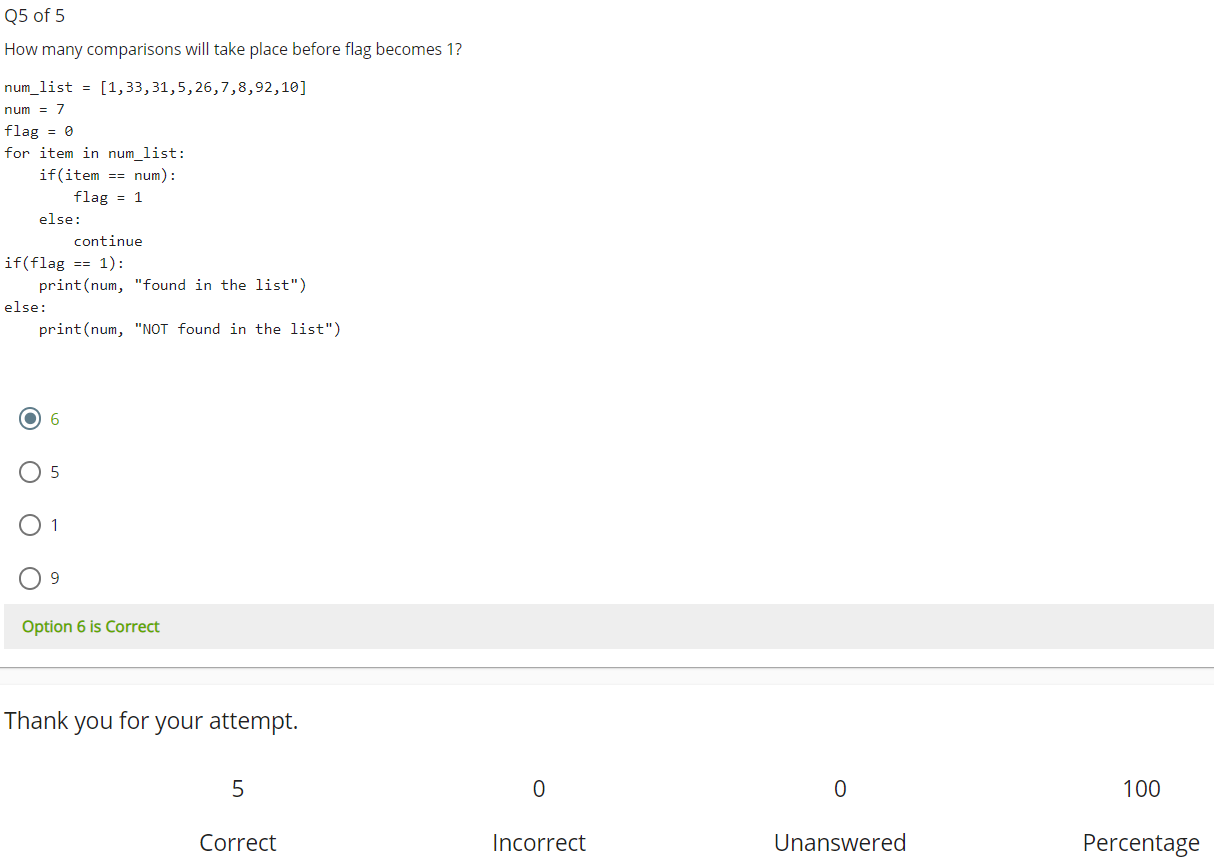 Q5 of 5
How many comparisons will take place before flag becomes 1?
num_list = [1,33,31,5,26,7,8,92,10]
num = 7
flag = 0
for item in num_list:
    if(item == num):
        flag = 1
    else:
        continue
if(flag == 1):
    print(num, "found in the list")
else:
    print(num, "NOT found in the list")
6
5
1
9
Option 6 is Correct
Thank you for your attempt.
5 0 0 100
Correct Incorrect Unanswered Percentage